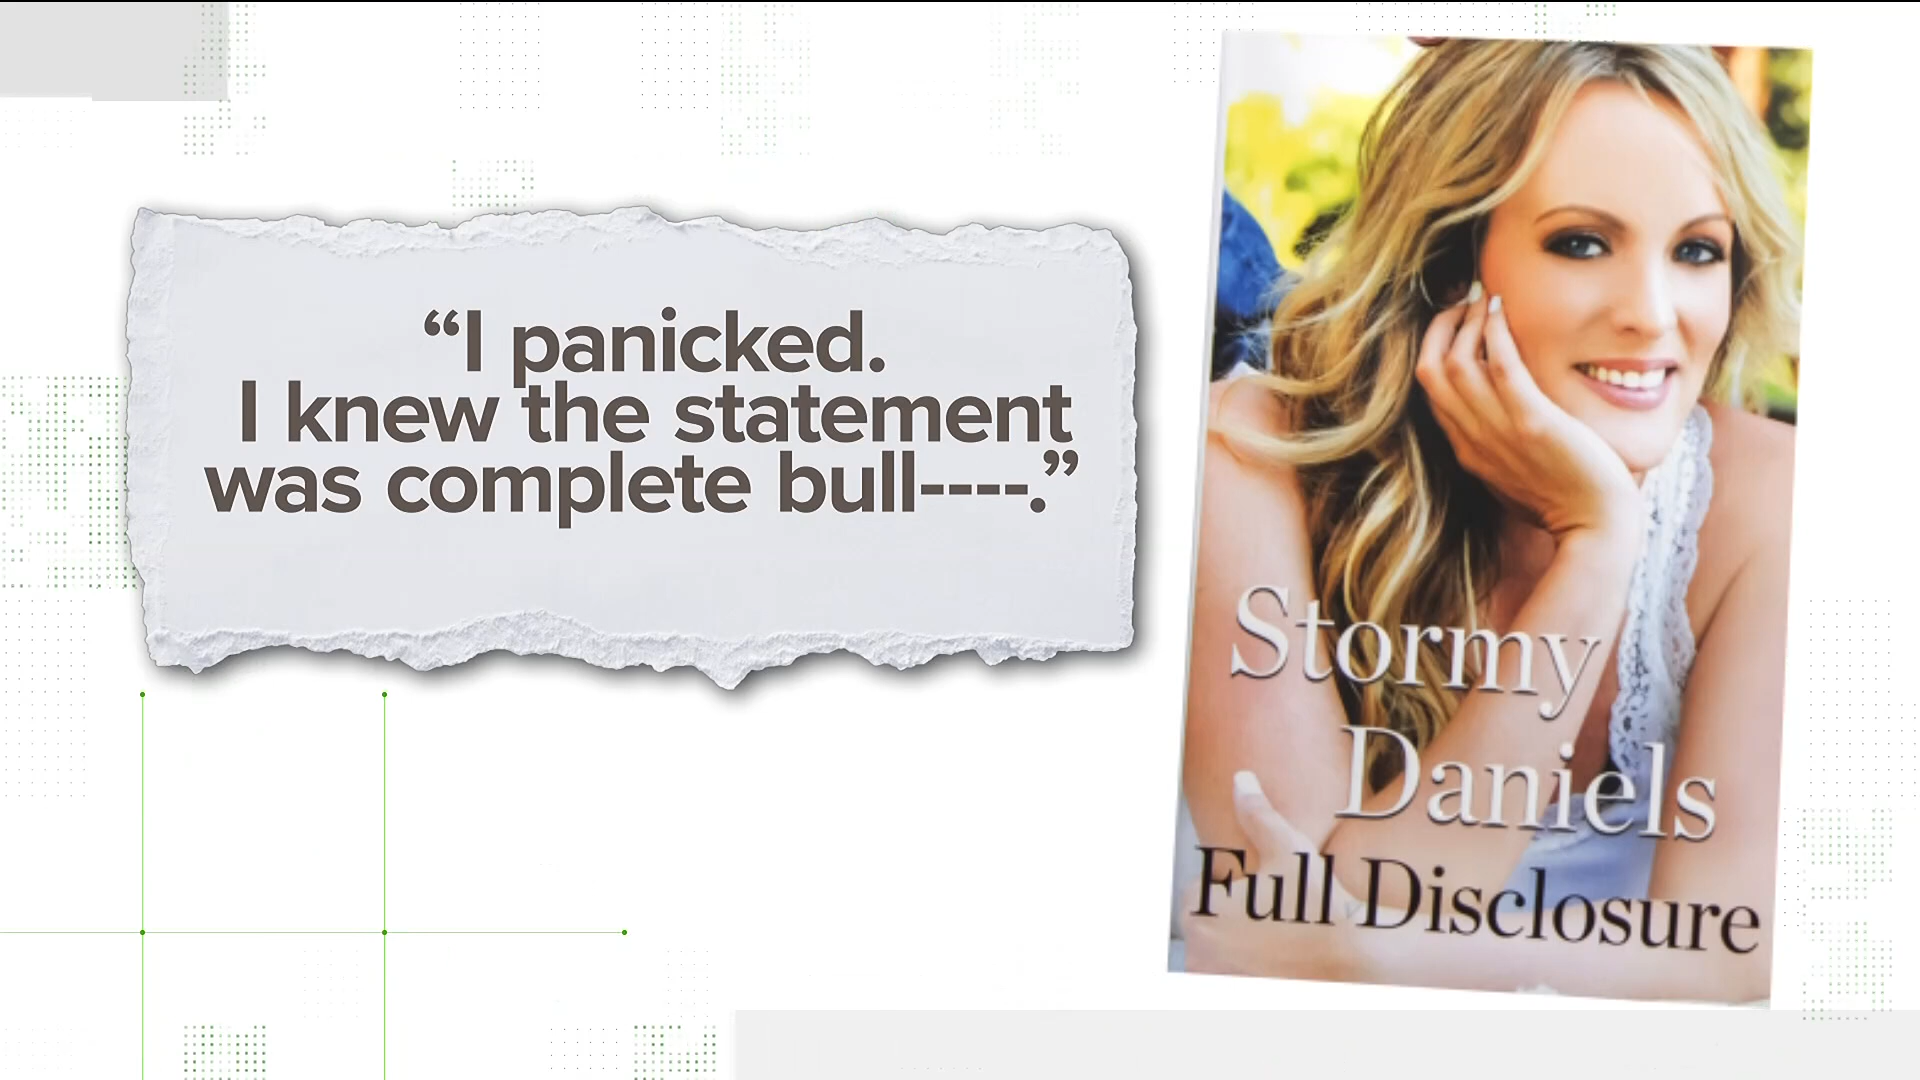 “I panicked.
I knew the statement
was complete bull----.”
Stormy
Daniels
Full Disclosure